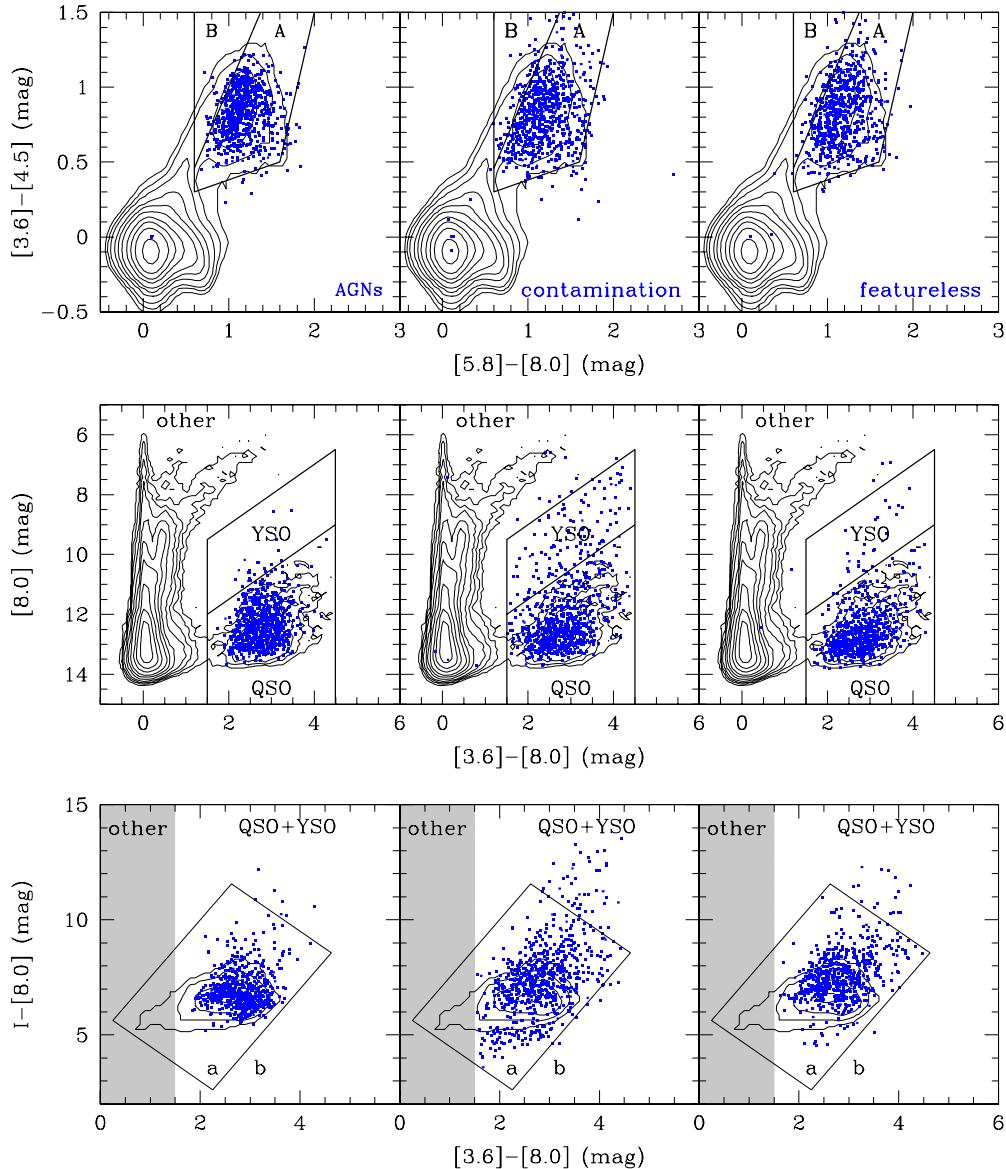 1.5
B A
B A
B A
1
[3.6]−[4.5] (mag)
0.5
0
AGNs
contamination
featureless
−0.5
0 1 2 3
0 1 2 3
0 1 2 3
[5.8]−[8.0] (mag)
other
other
other
6
8
[8.0] (mag)
10
YSO
YSO
YSO
12
14
QSO
QSO
QSO
0 2 4 6
0 2 4 6
0 2 4 6
[3.6]−[8.0] (mag)
15
other QSO+YSO
other QSO+YSO
other QSO+YSO
I−[8.0] (mag)
10
5
a b
a b
a b
0 2 4 6
0 2 4 6
0 2 4 6
[3.6]−[8.0] (mag)